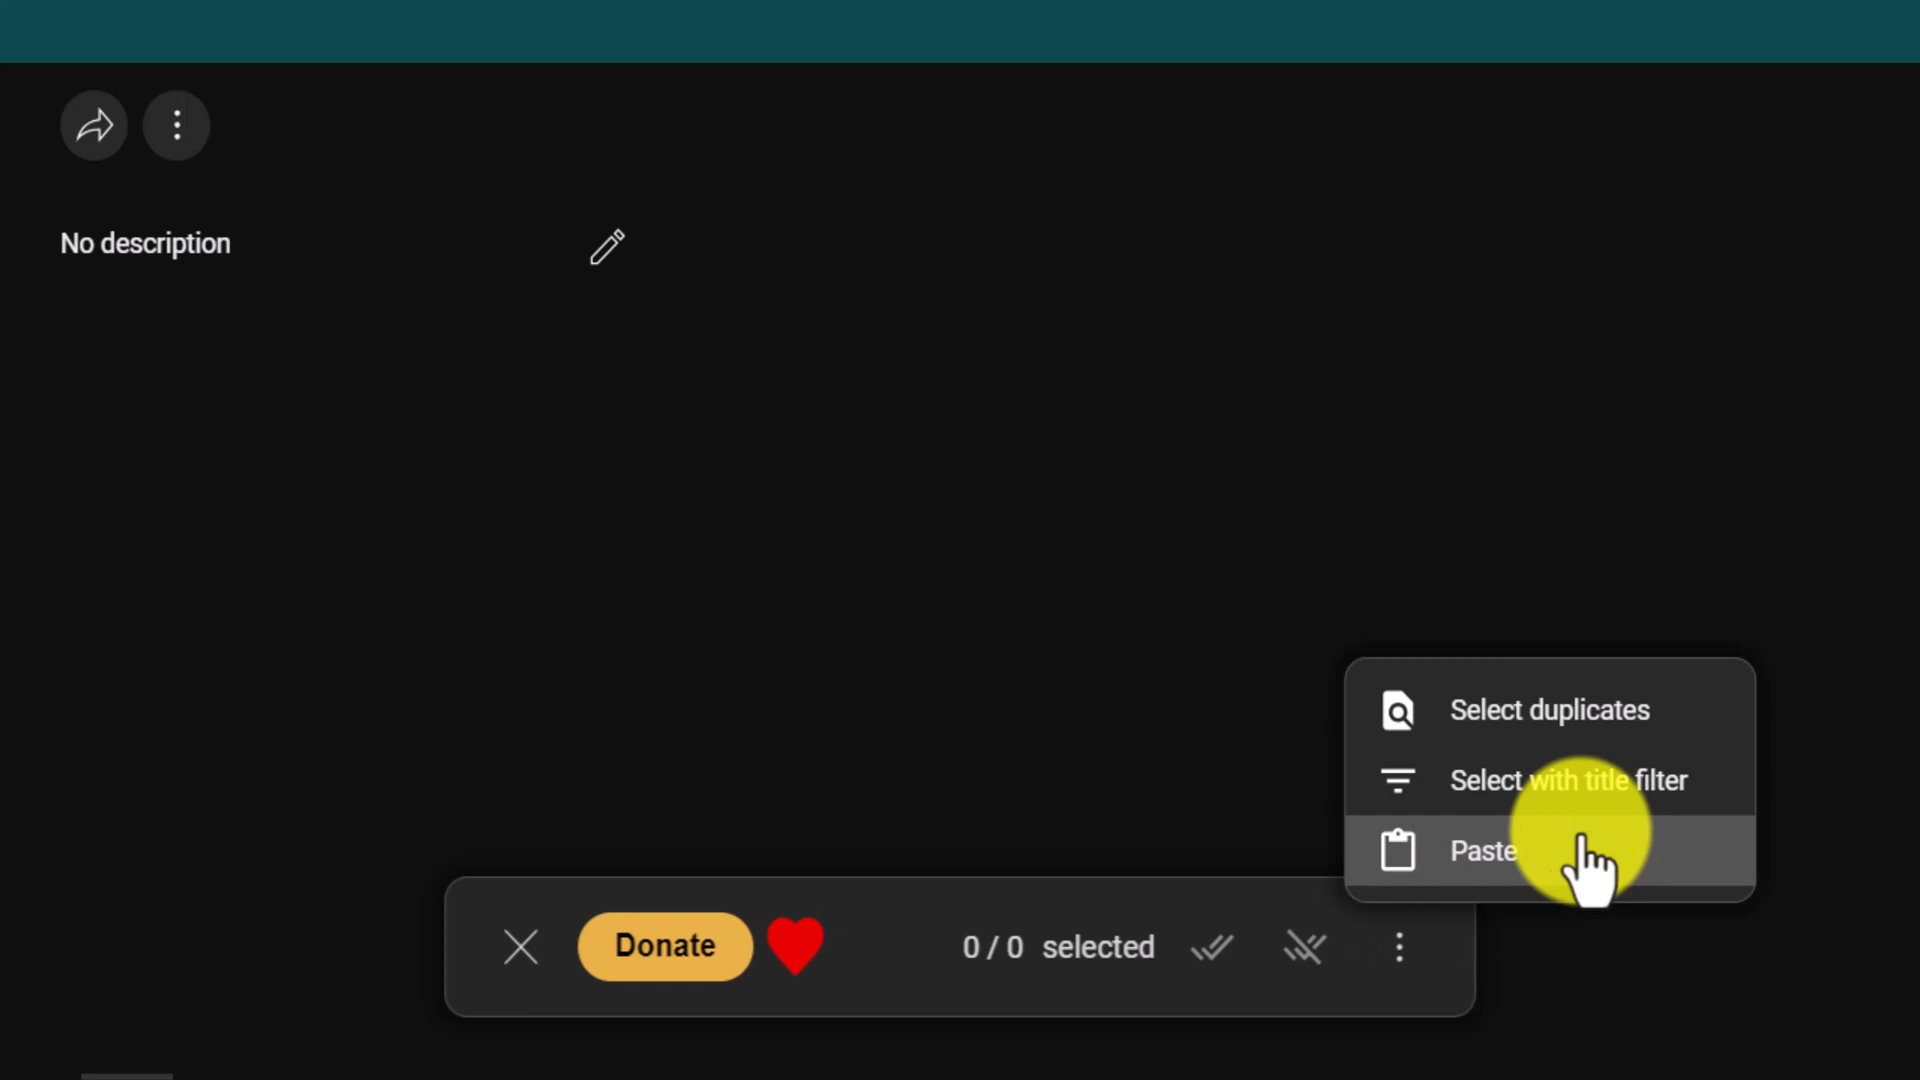 No description
Select duplicates
Select with title filter
Paste
Donate
0 / 0 selected